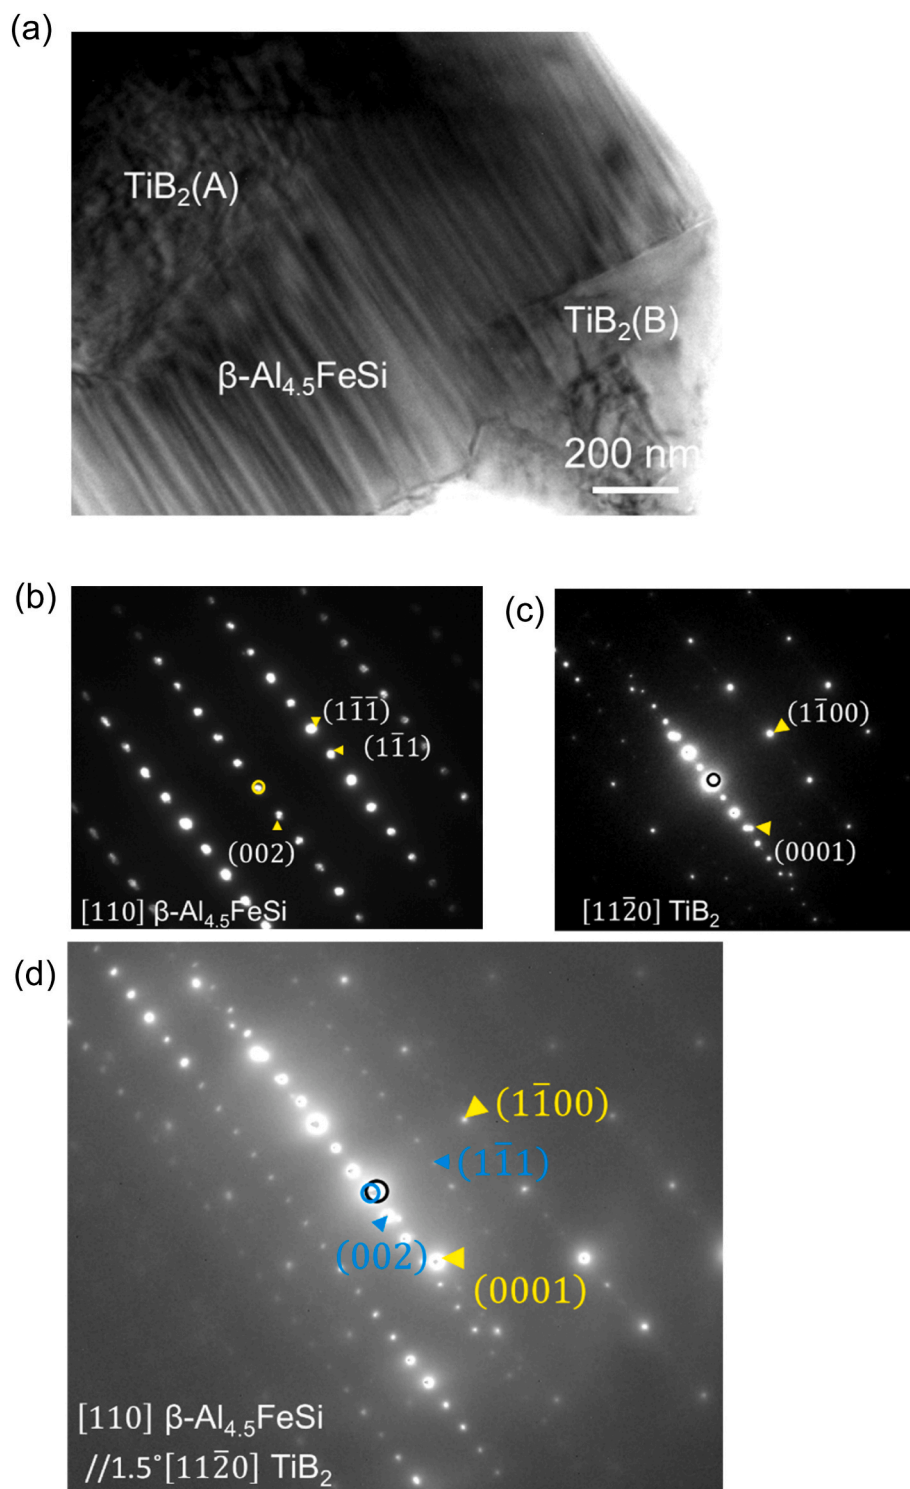 (a)
TiB₂(A)
TiB₂(B)
β-Al₄.₅FeSi
200 nm
(b)
(c)
(11̅1̅)
(11̅1)
(11̅00)
(002)
(0001)
[110] β-Al₄.₅FeSi
[112̅0] TiB₂
(d)
(11̅00)
(11̅1)
(002)
(0001)
[110] β-Al₄.₅FeSi
//1.5°[112̅0] TiB₂